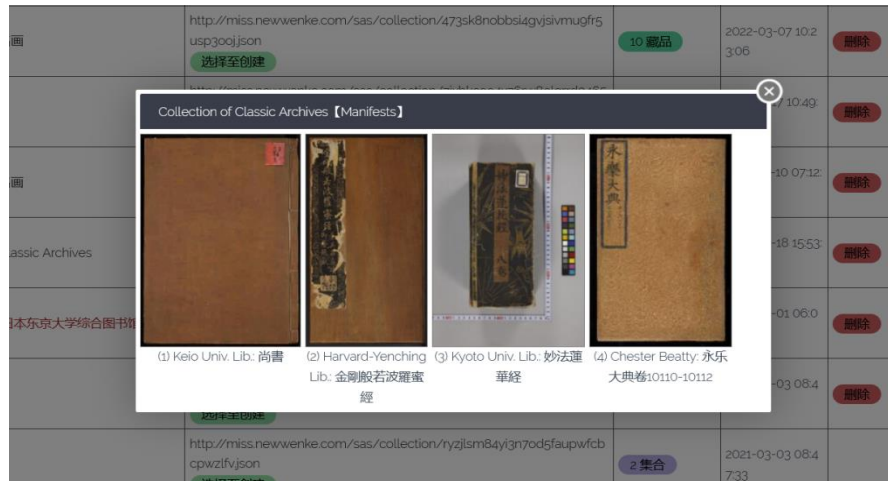 画
http://miss.newwenke.com/sas/collection/473sk8nobbsi4gvjsivmu9fr5
usp3ooj.json
选择至创建
10 藏品
2022-03-07 10:2
3:06
删除
Collection of Classic Archives【Manifests】
10:49:
删除
画
-10 07:12:
删除
assic Archives
-18 15:53:
删除
日本东京大学综合图书馆
-01 06:0
删除
永樂大典
(1) Keio Univ. Lib.: 尚書
(2) Harvard-Yenching
Lib.: 金剛般若波羅蜜
經
(3) Kyoto Univ. Lib.: 妙法蓮
華経
(4) Chester Beatty: 永乐
大典卷10110-10112
-03 08:4
删除
选择至创建
http://miss.newwenke.com/sas/collection/ryzjlsm84yi3n7od5faupwfcb
cpwzlfv.json
2 集合
2021-03-03 08:4
7:33
删除